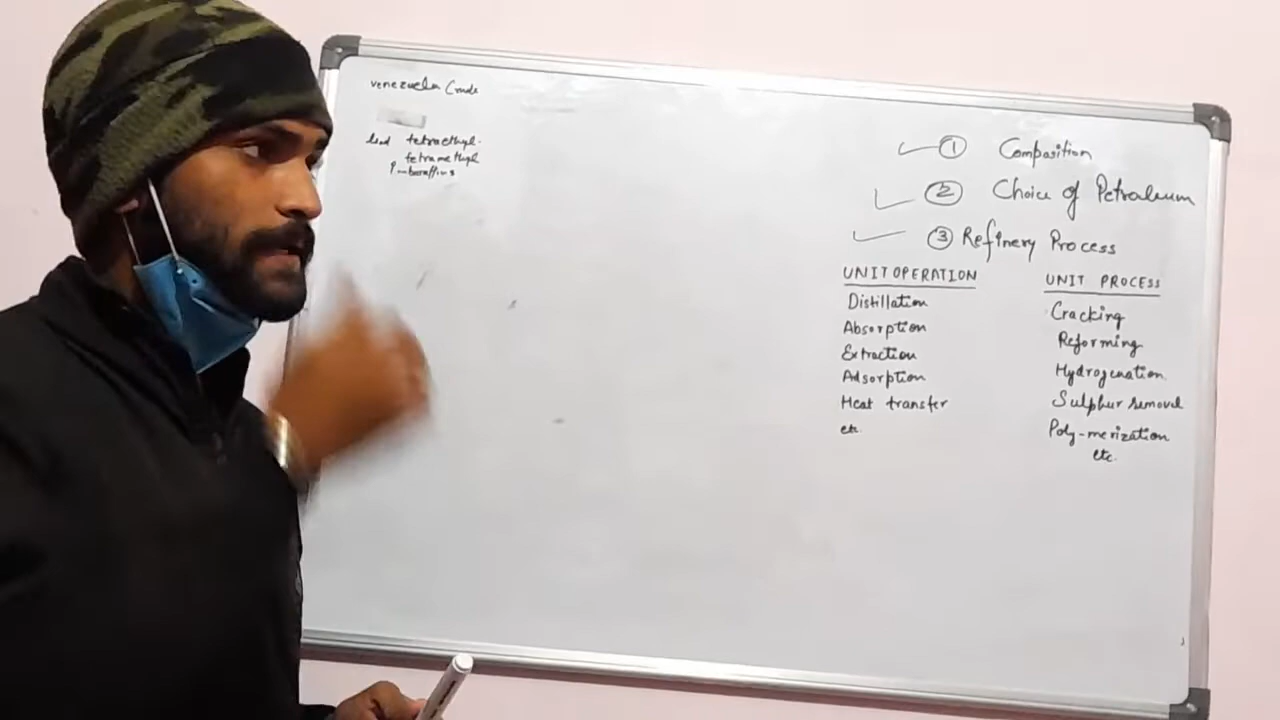 venezuela Crude
lead tetraethyl.
tetramethyl
① Composition
② Choice of Petroleum
③ Refinery Process
UNIT OPERATION
Distillation
Absorption
Extraction
Adsorption
Heat transfer
etc.
UNIT PROCESS
Cracking
Reforming
Hydrogenation.
Sulphur removal
Poly-merization
etc.